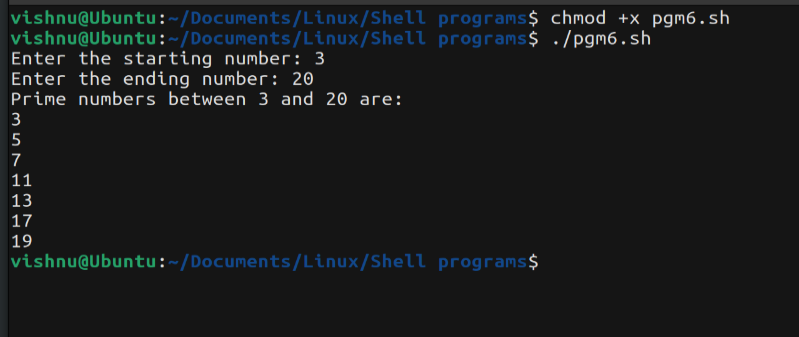 vishnu@Ubuntu:~/Documents/Linux/Shell programs$ chmod +x pgm6.sh
vishnu@Ubuntu:~/Documents/Linux/Shell programs$ ./pgm6.sh
Enter the starting number: 3
Enter the ending number: 20
Prime numbers between 3 and 20 are:
3
5
7
11
13
17
19
vishnu@Ubuntu:~/Documents/Linux/Shell programs$